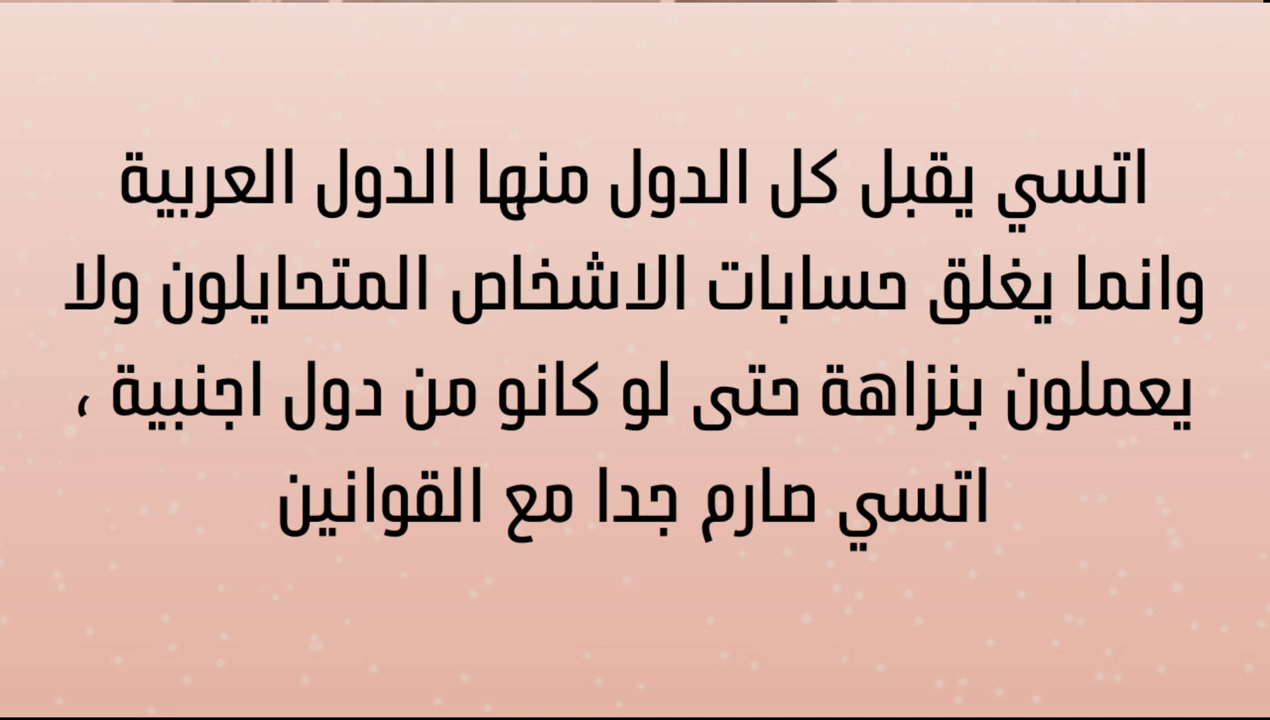 اتسي يقبل كل الدول منها الدول العربية
وانما يغلق حسابات الاشخاص المتحايلون ولا
يعملون بنزاهة حتى لو كانو من دول اجنبية ،
اتسي صارم جدا مع القوانين